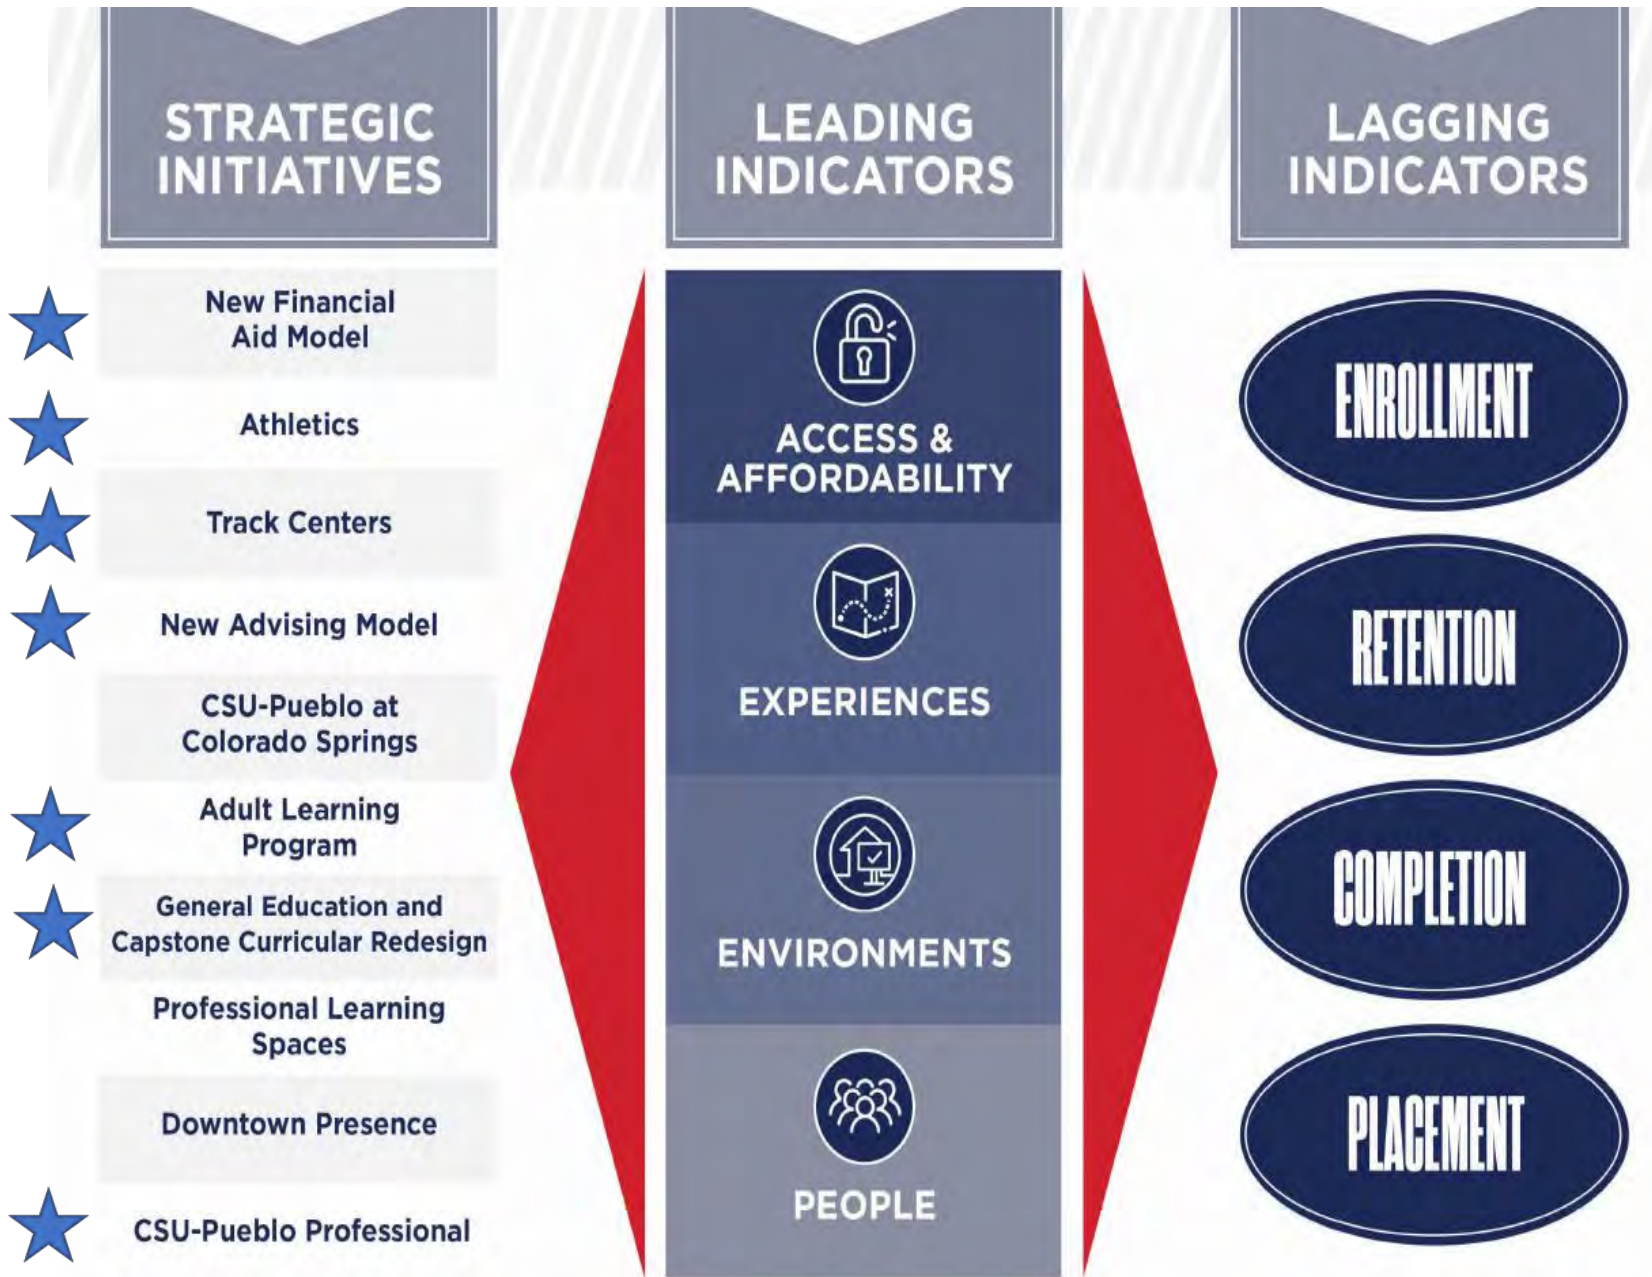 STRATEGIC
INITIATIVES
New Financial
Aid Model
Athletics
Track Centers
New Advising Model
CSU-Pueblo at
Colorado Springs
Adult Learning
Program
General Education and
Capstone Curricular Redesign
Professional Learning
Spaces
Downtown Presence
CSU-Pueblo Professional
LEADING
INDICATORS
ACCESS &
AFFORDABILITY
EXPERIENCES
ENVIRONMENTS
PEOPLE
LAGGING
INDICATORS
ENROLLMENT
RETENTION
COMPLETION
PLACEMENT